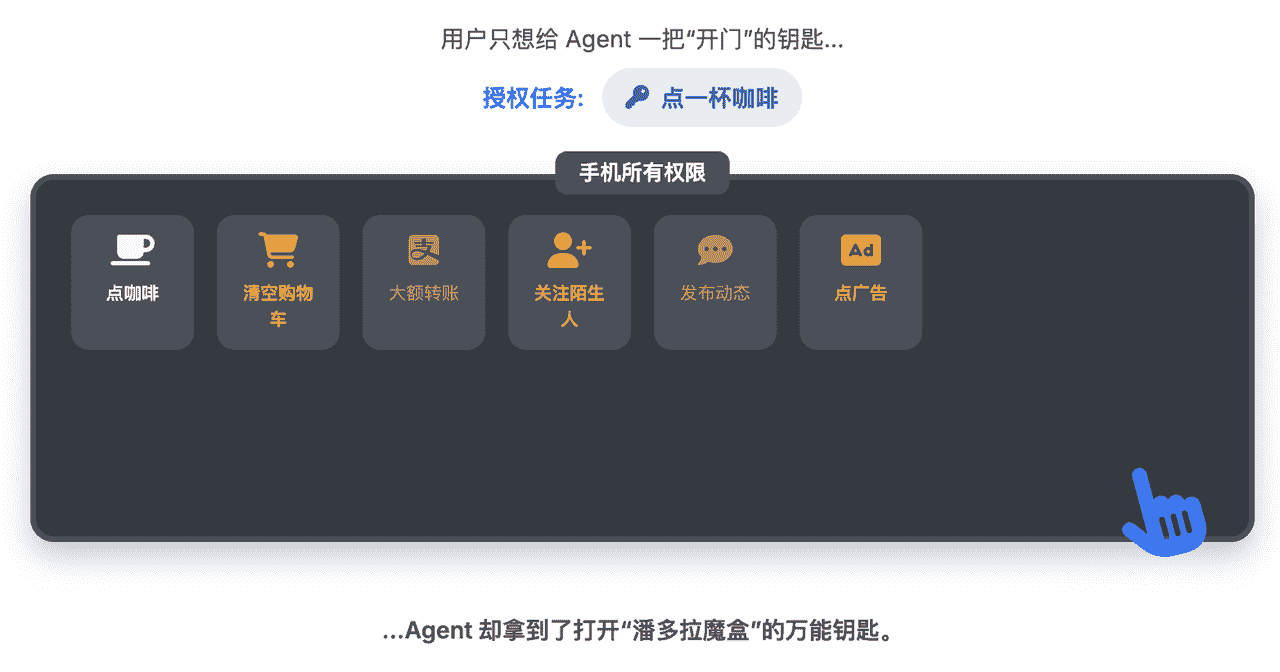 用户只想给 Agent 一把“开门”的钥匙...
授权任务: 点一杯咖啡
手机所有权限
点咖啡
清空购物
车
大额转账
关注陌生
人
发布动态
Ad
点广告
...Agent 却拿到了打开“潘多拉魔盒”的万能钥匙。